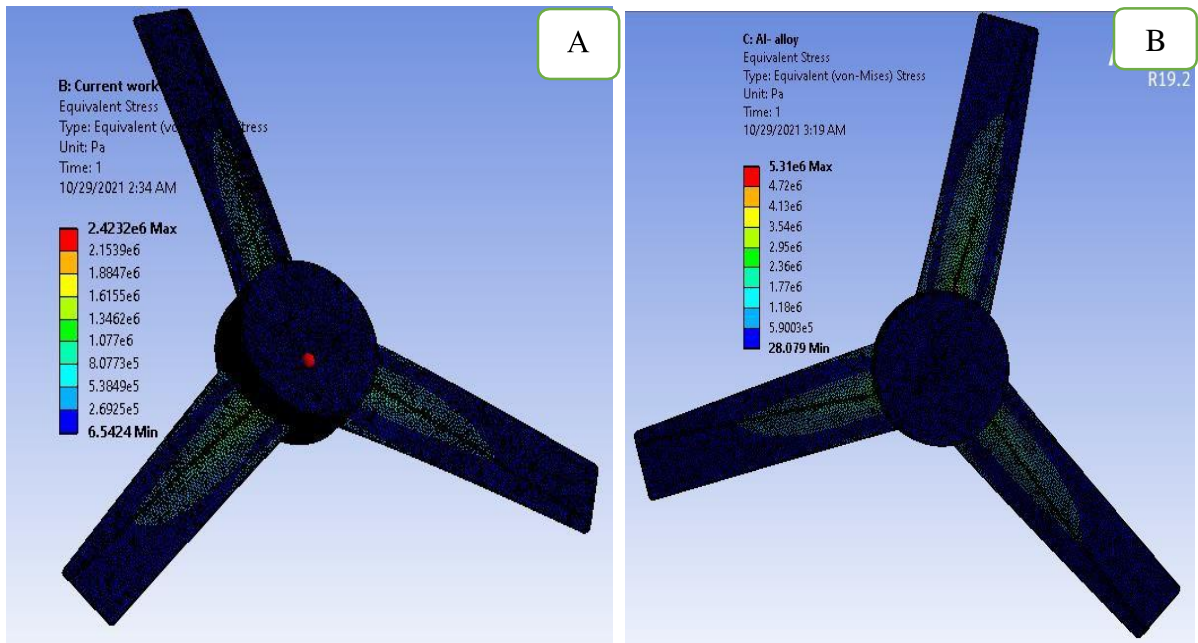 A
B: Current work
Equivalent Stress
Type: Equivalent (vo Stress
Unit: Pa
Time: 1
10/29/2021 2:34 AM
2.4232e6 Max
2.1539e6
1.8847e6
1.6155e6
1.3462e6
1.077e6
8.0773e5
5.3849e5
2.6925e5
6.5424 Min
B
R19.2
C: Al- alloy
Equivalent Stress
Type: Equivalent (von-Mises) Stress
Unit: Pa
Time: 1
10/29/2021 3:19 AM
5.31e6 Max
4.72e6
4.13e6
3.54e6
2.95e6
2.36e6
1.77e6
1.18e6
5.9003e5
28.079 Min